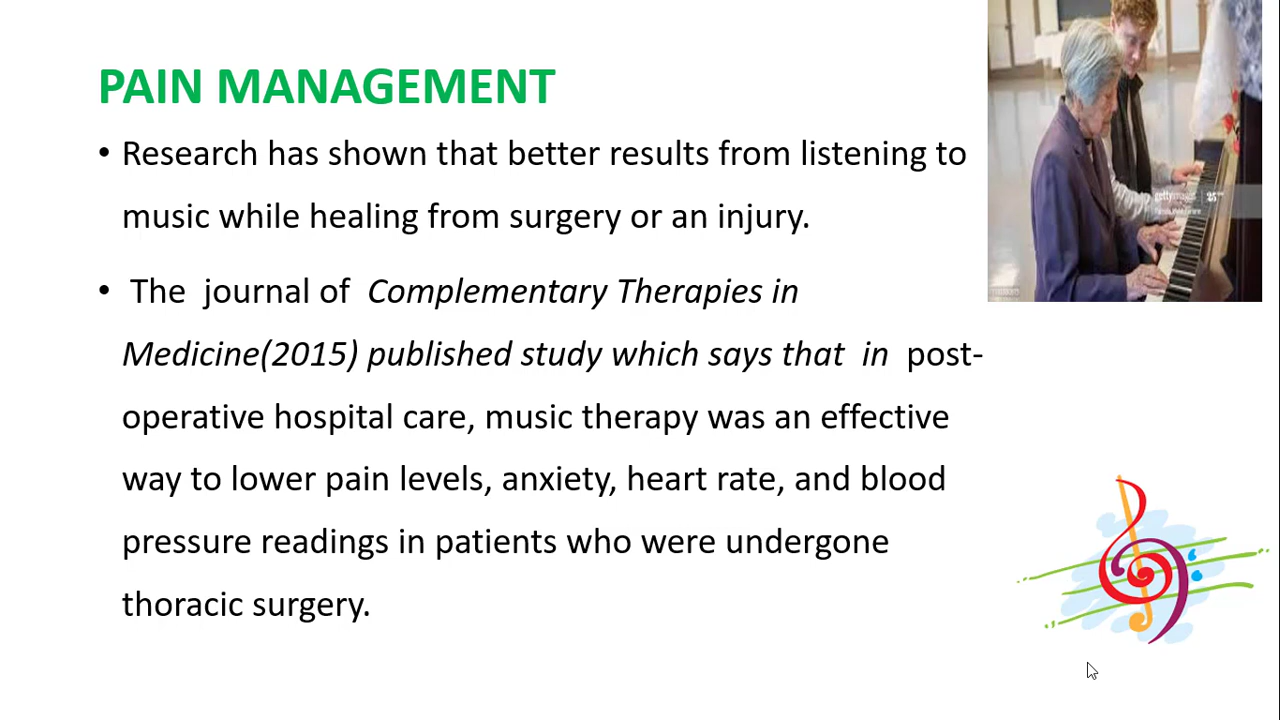 PAIN MANAGEMENT
• Research has shown that better results from listening to
music while healing from surgery or an injury.
• The journal of Complementary Therapies in
Medicine(2015) published study which says that in post-
operative hospital care, music therapy was an effective
way to lower pain levels, anxiety, heart rate, and blood
pressure readings in patients who were undergone
thoracic surgery.
gettyimages